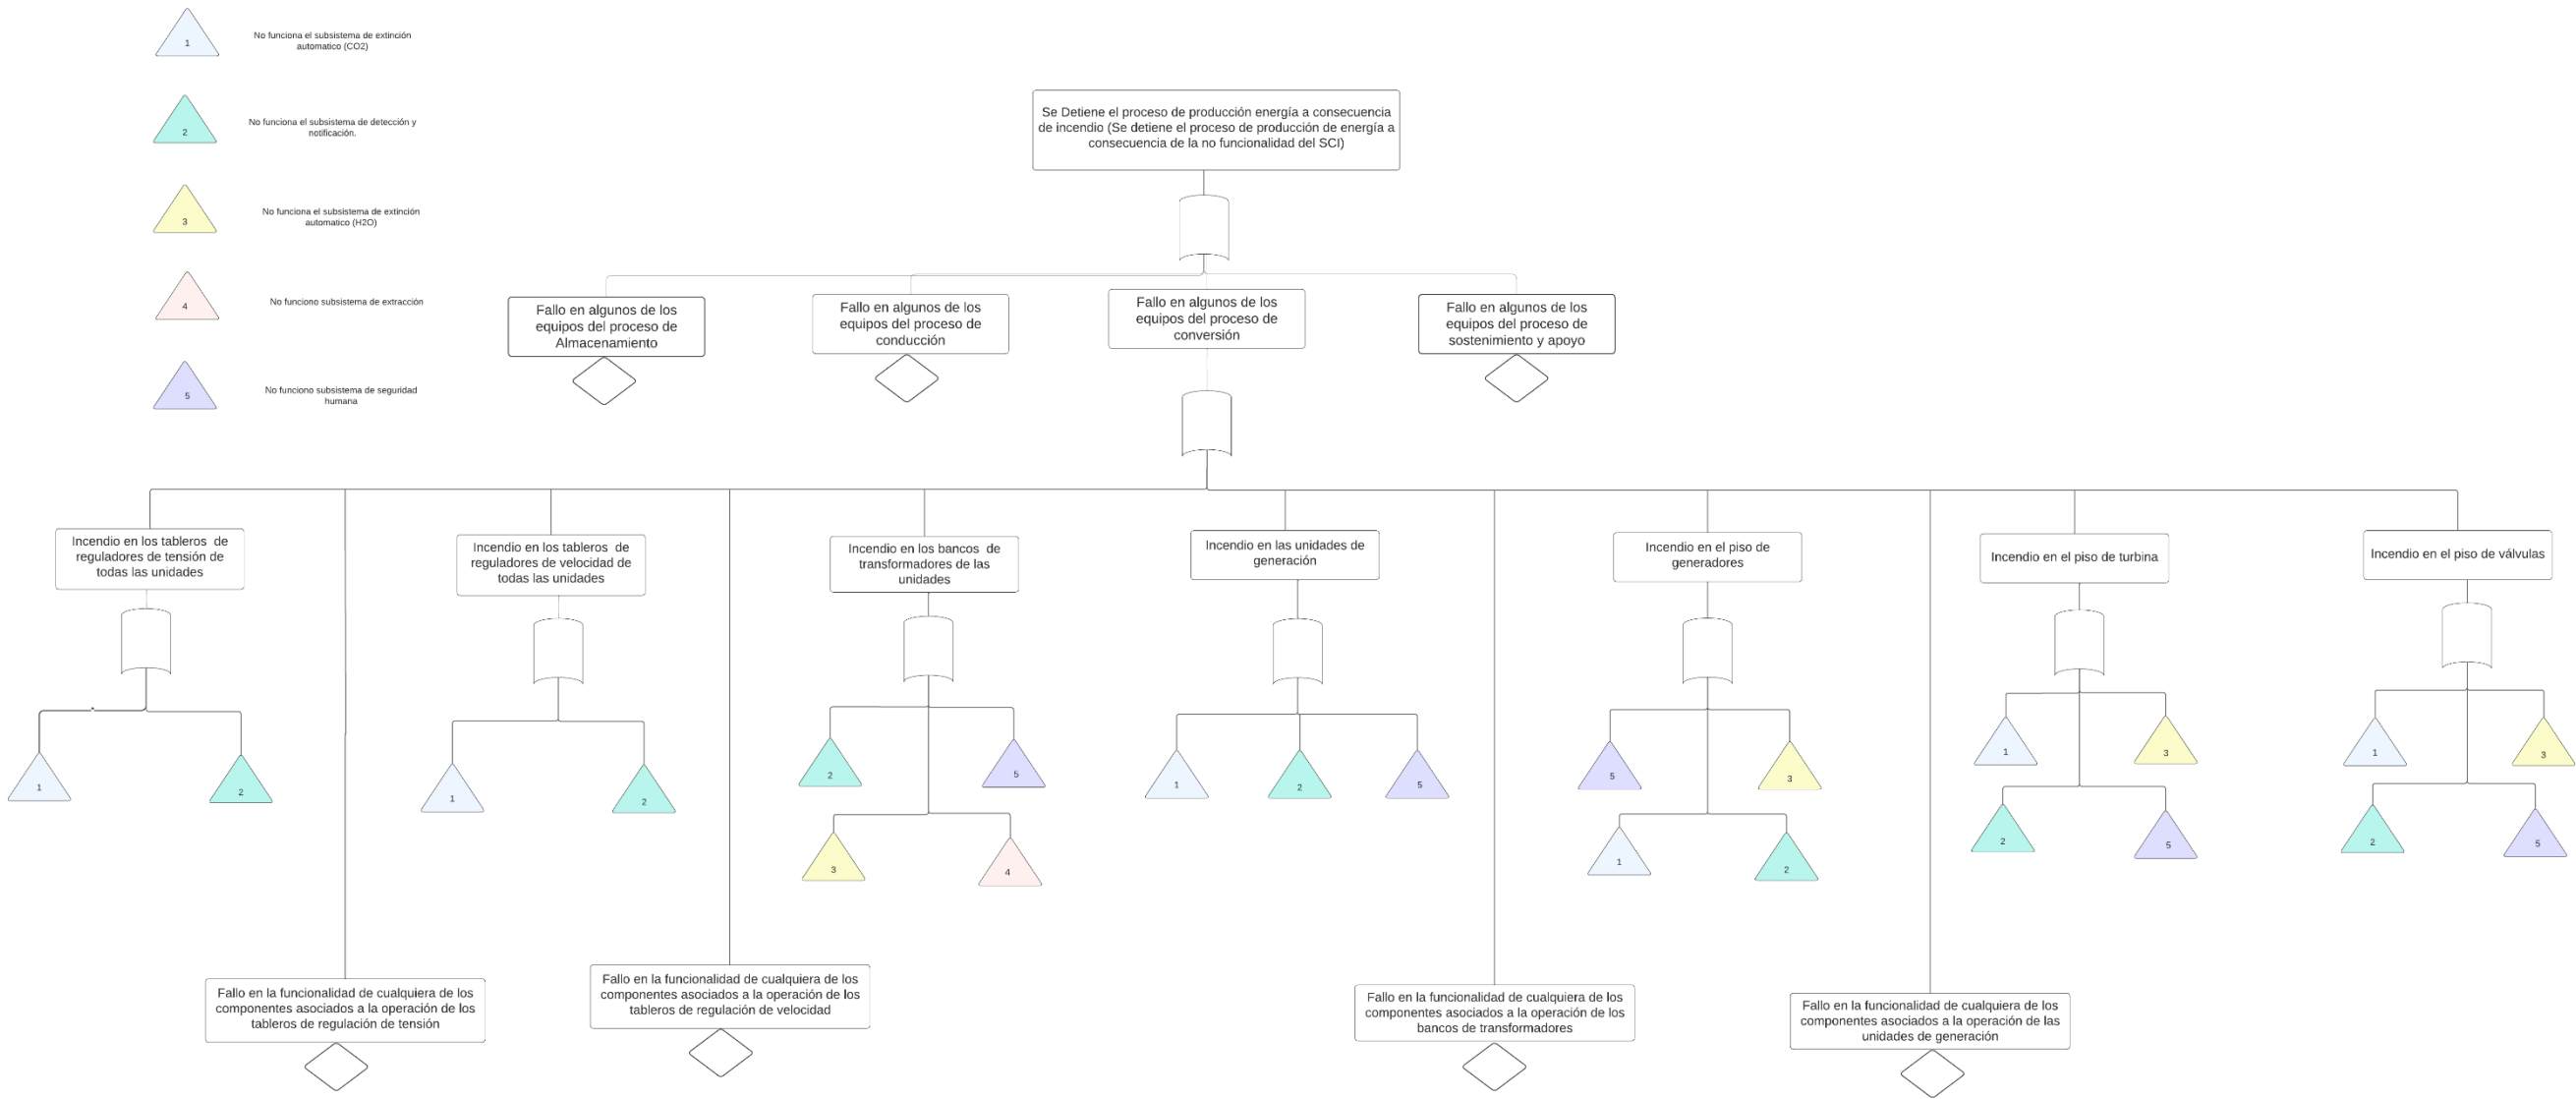 1
No funciona el subsistema de extinción
automatico (CO2)
2
No funciona el subsistema de detección y
notificación.
3
No funciona el subsistema de extinción
automatico (H2O)
4
No funciono subsistema de extracción
5
No funciono subsistema de seguridad
humana
Se Detiene el proceso de producción energía a consecuencia
de incendio (Se detiene el proceso de producción de energía a
consecuencia de la no funcionalidad del SCI)
Fallo en algunos de los
equipos del proceso de
Almacenamiento
Fallo en algunos de los
equipos del proceso de
conducción
Fallo en algunos de los
equipos del proceso de
conversión
Fallo en algunos de los
equipos del proceso de
sostenimiento y apoyo
Incendio en los tableros de
reguladores de tensión de
todas las unidades
1
2
Incendio en los tableros de
reguladores de velocidad de
todas las unidades
1
2
Incendio en los bancos de
transformadores de las
unidades
2
5
3
4
Incendio en las unidades de
generación
1
2
5
Incendio en el piso de
generadores
5
3
1
2
Incendio en el piso de turbina
1
3
2
5
Incendio en el piso de válvulas
1
3
2
5
Fallo en la funcionalidad de cualquiera de los
componentes asociados a la operación de los
tableros de regulación de tensión
Fallo en la funcionalidad de cualquiera de los
componentes asociados a la operación de los
tableros de regulación de velocidad
Fallo en la funcionalidad de cualquiera de los
componentes asociados a la operación de los
bancos de transformadores
Fallo en la funcionalidad de cualquiera de los
componentes asociados a la operación de las
unidades de generación